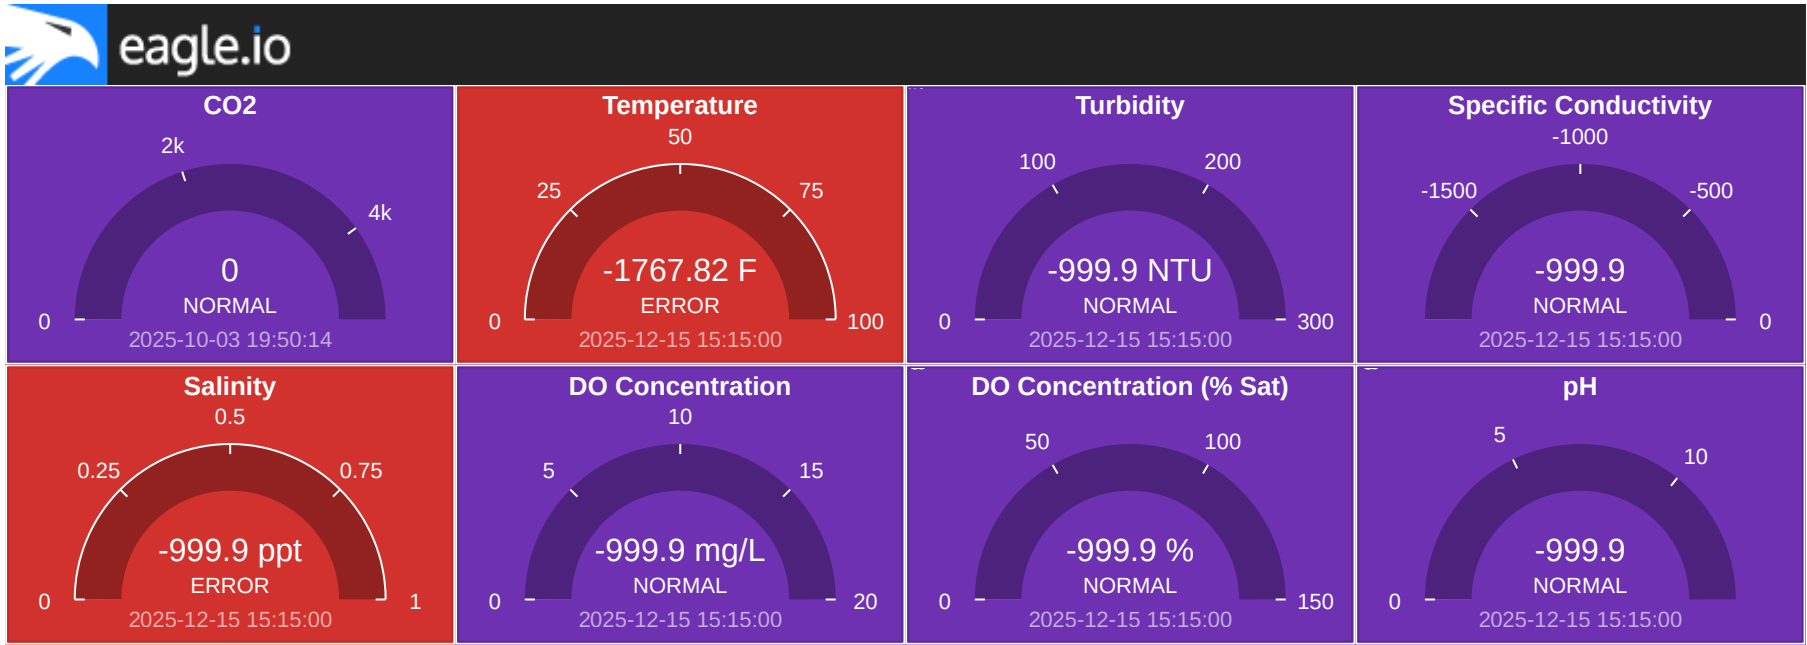 eagle.io
CO2
2k
4k
0
0
NORMAL
2025-10-03 19:50:14
Temperature
50
25
75
-1767.82 F
ERROR
0
100
2025-12-15 15:15:00
Turbidity
100
200
-999.9 NTU
NORMAL
0
300
2025-12-15 15:15:00
Specific Conductivity
-1000
-1500
-500
-999.9
NORMAL
0
2025-12-15 15:15:00
Salinity
0.5
0.25
0.75
-999.9 ppt
ERROR
0
1
2025-12-15 15:15:00
DO Concentration
10
5
15
-999.9 mg/L
NORMAL
0
20
2025-12-15 15:15:00
DO Concentration (% Sat)
50
100
-999.9 %
NORMAL
0
150
2025-12-15 15:15:00
pH
5
10
-999.9
NORMAL
0
2025-12-15 15:15:00